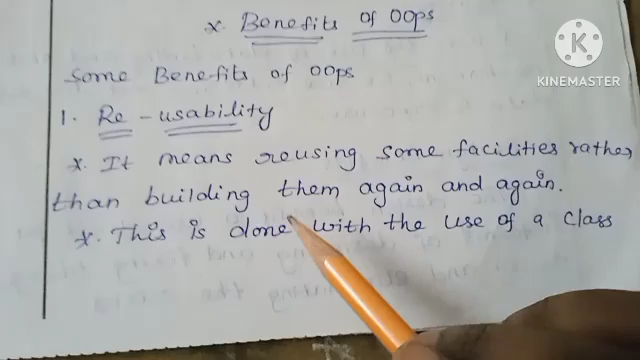 x. Benefits of OOps
Some Benefits of OOps
1. Re-usability
x. It means reusing some facilities rather
than building them again and again.
x. This is done with the use of a class
K
KINEMASTER